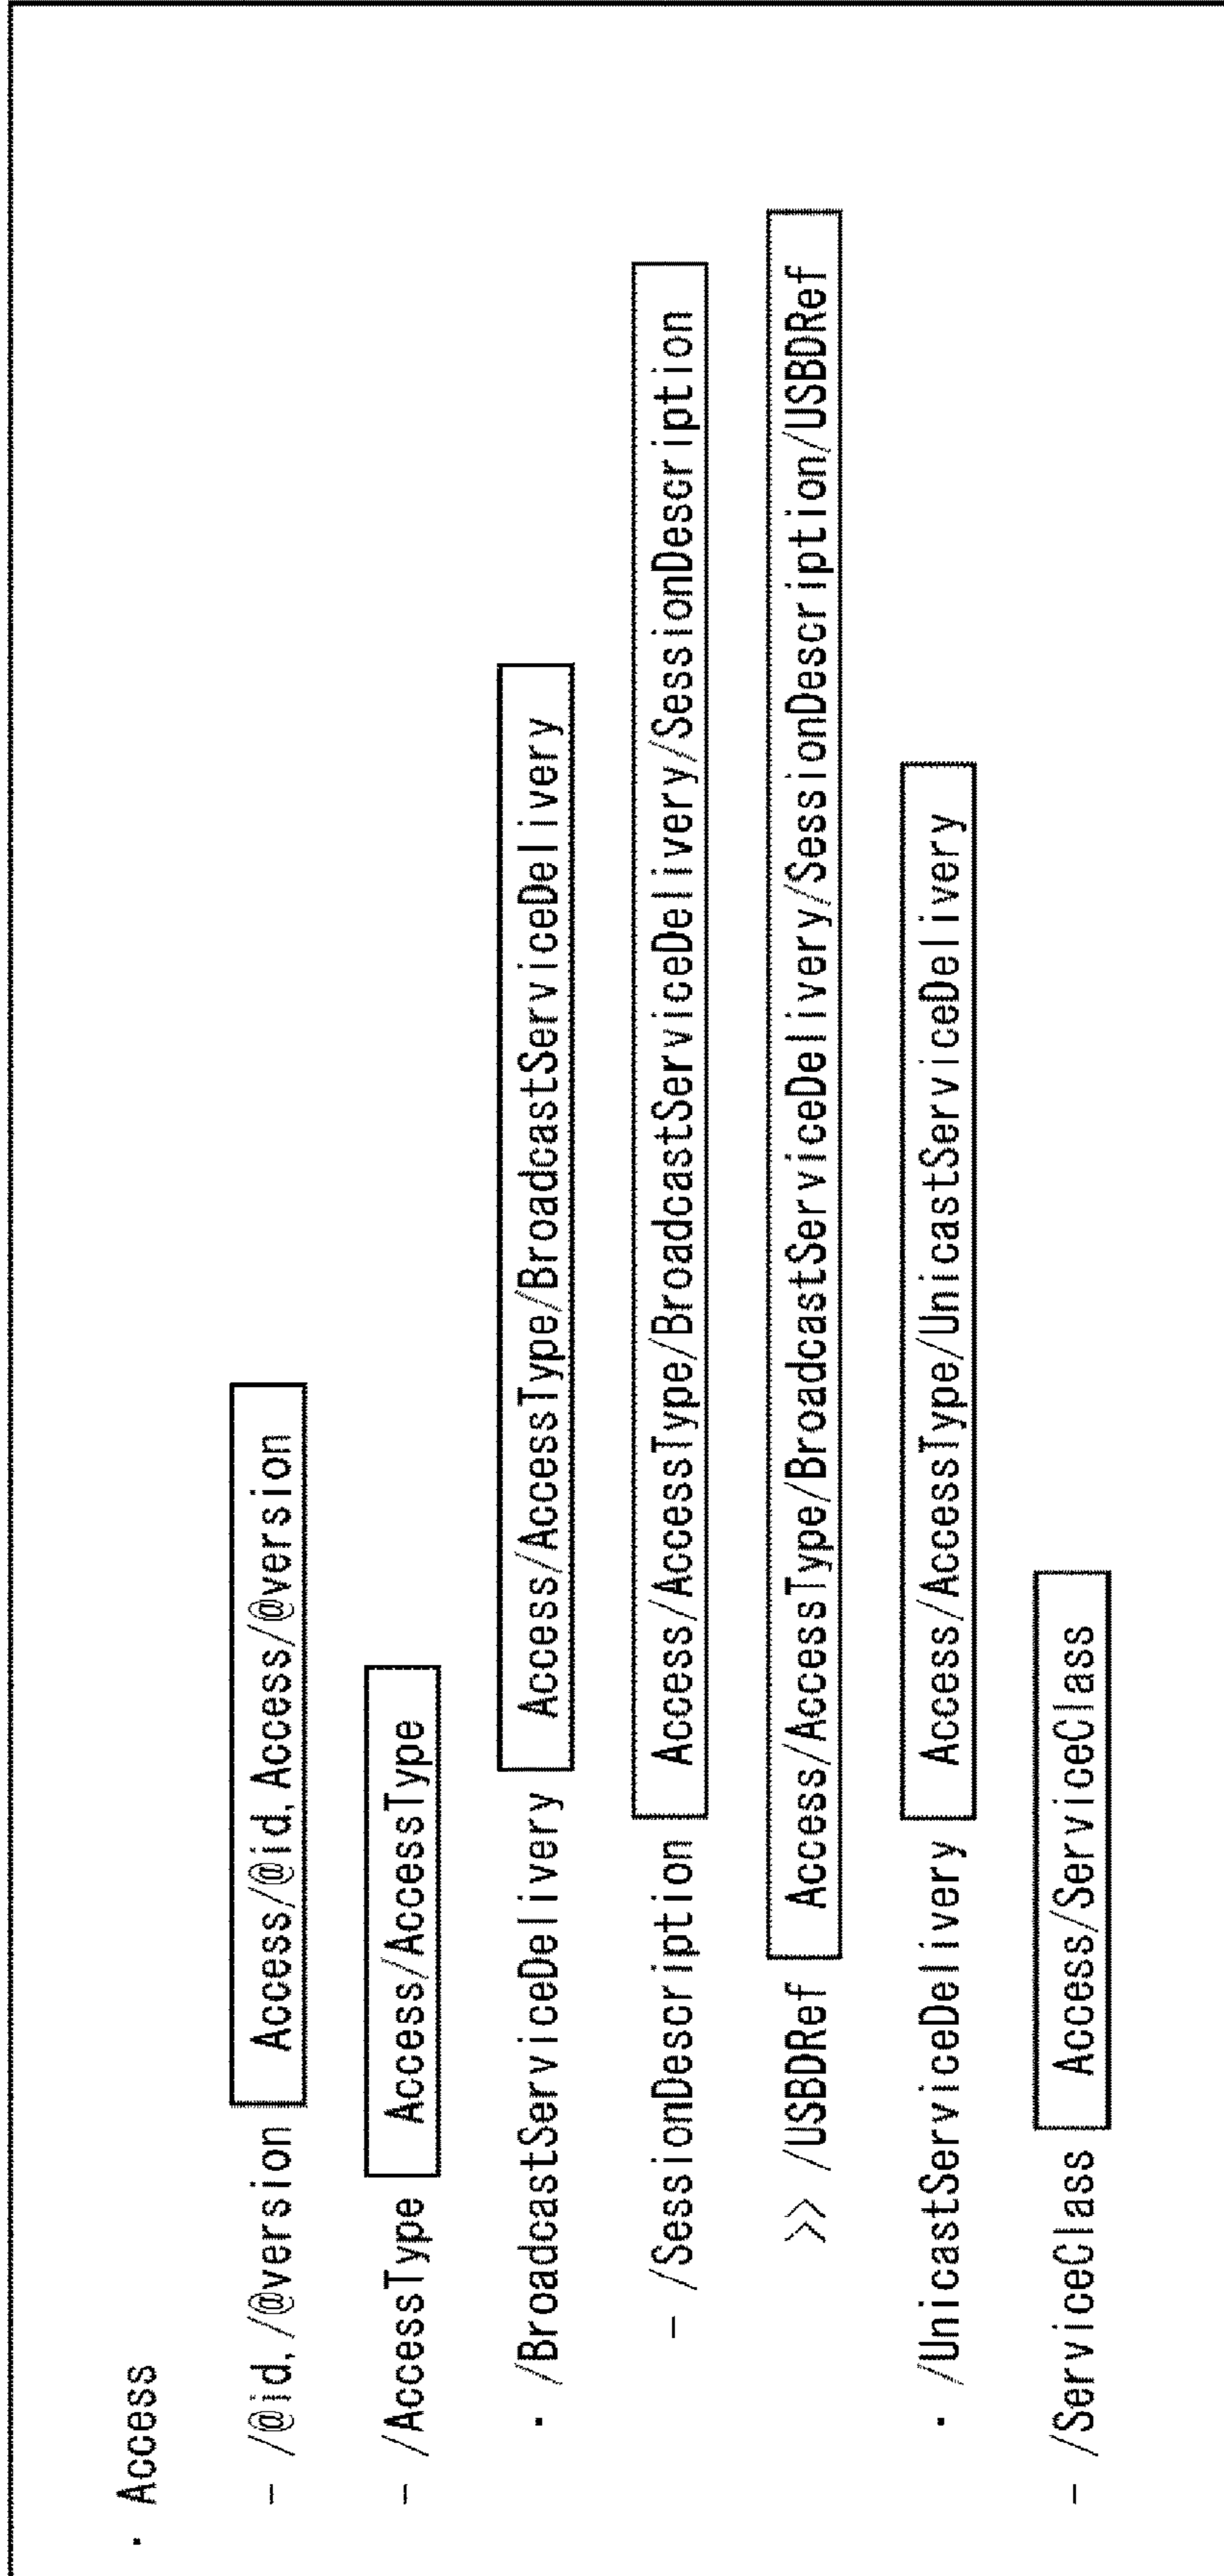 · Access
– /@id, /@version Access/@id, Access/@version
– /AccessType Access/AccessType
· /BroadcastServiceDelivery Access/AccessType/BroadcastServiceDelivery
– /SessionDescription Access/AccessType/BroadcastServiceDelivery/SessionDescription
>> /USBDRef Access/AccessType/BroadcastServiceDelivery/SessionDescription/USBDRef
· /UnicastServiceDelivery Access/AccessType/UnicastServiceDelivery
– /ServiceClass Access/ServiceClass